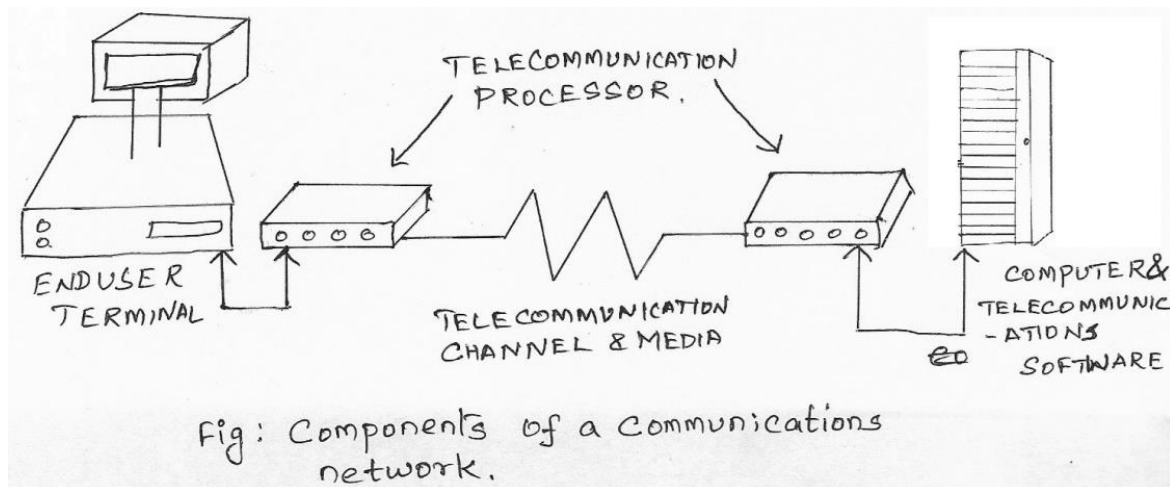 TELECOMMUNICATION
PROCESSOR.
ENDUSER
TERMINAL
TELECOMMUNICATION
CHANNEL & MEDIA
COMPUTER&
TELECOMMUNIC
-ATIONS
SOFTWARE
Fig: Components of a Communications
network.